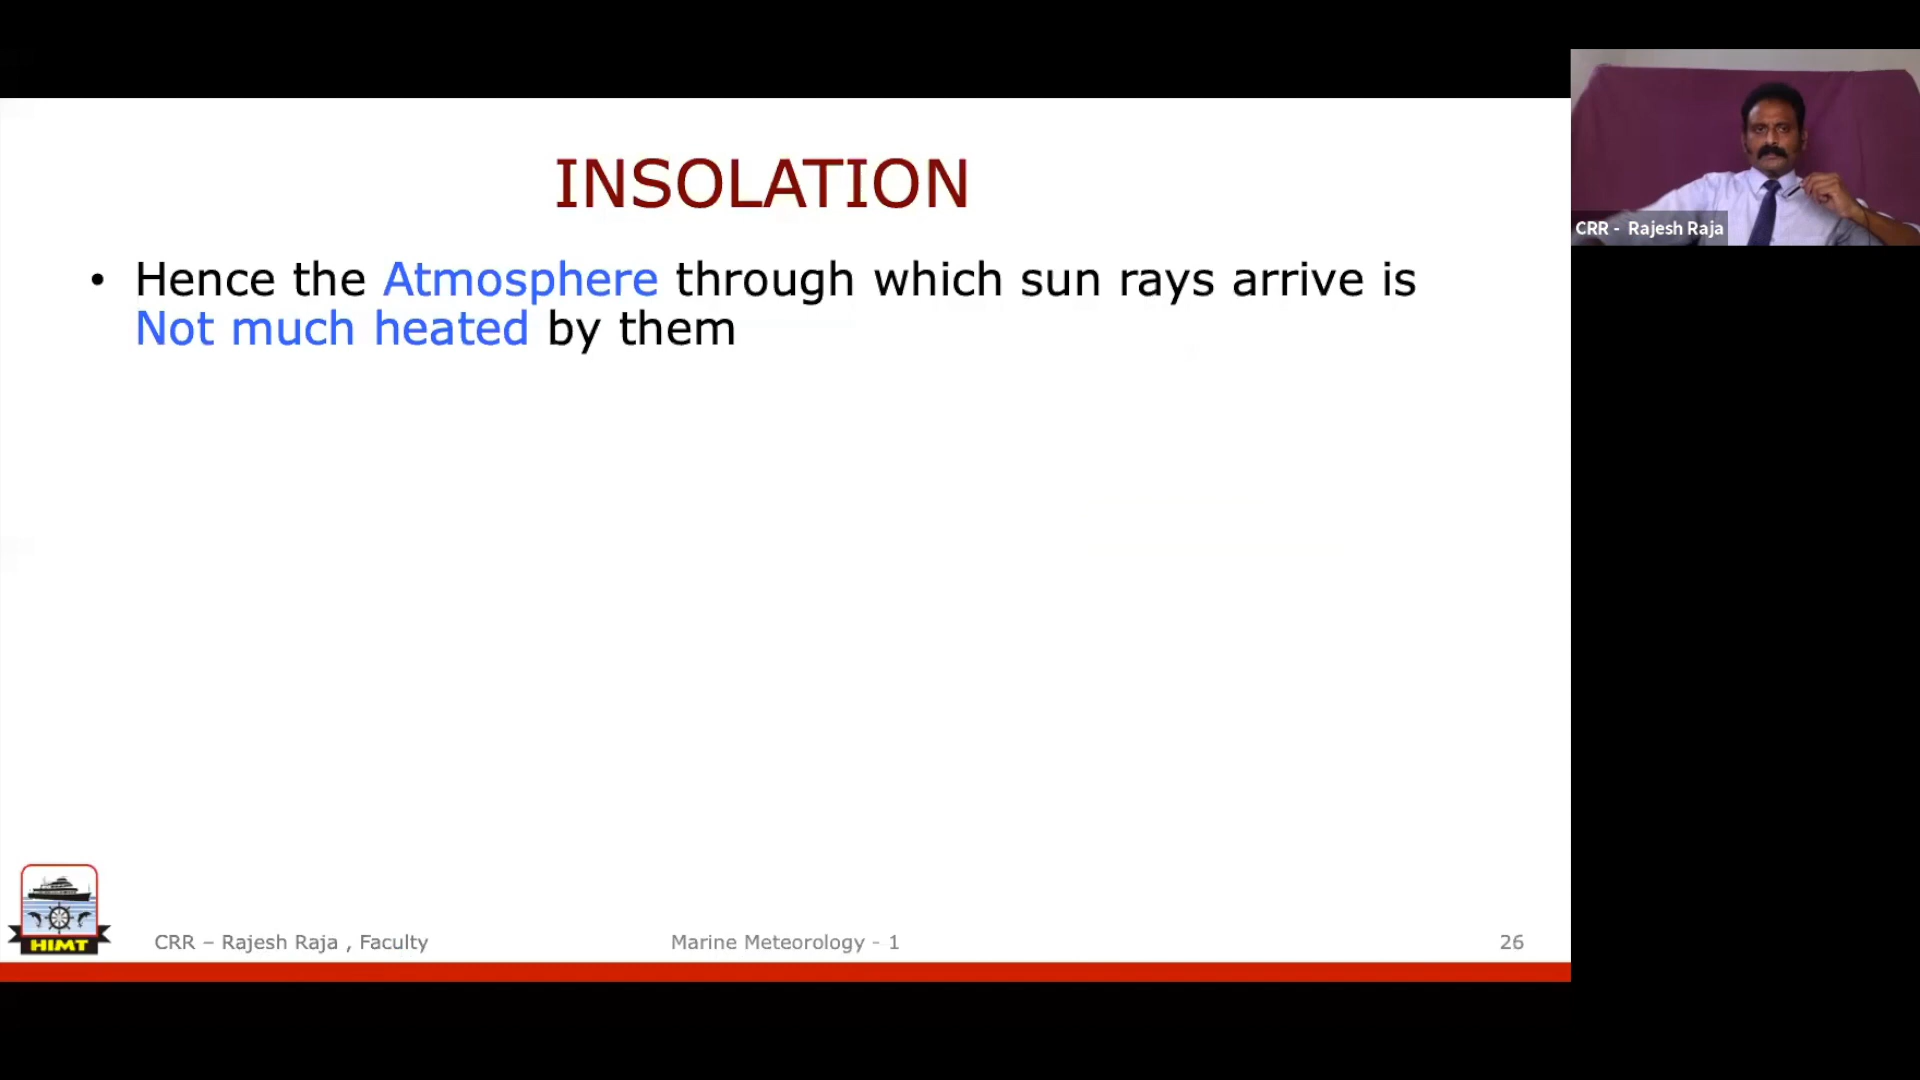 INSOLATION
• Hence the Atmosphere through which sun rays arrive is
Not much heated by them
CRR - Rajesh Raja
HIMT
CRR – Rajesh Raja , Faculty
Marine Meteorology - 1
26